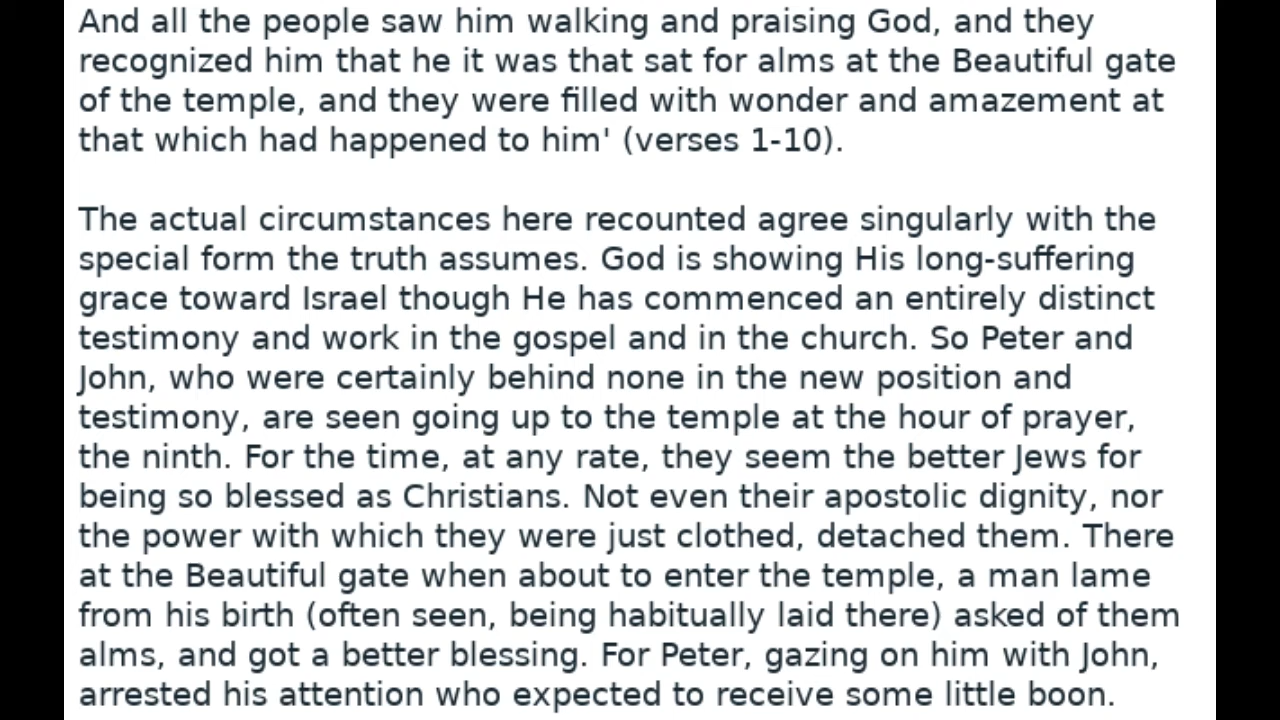 And all the people saw him walking and praising God, and they
recognized him that he it was that sat for alms at the Beautiful gate
of the temple, and they were filled with wonder and amazement at
that which had happened to him' (verses 1-10).
The actual circumstances here recounted agree singularly with the
special form the truth assumes. God is showing His long-suffering
grace toward Israel though He has commenced an entirely distinct
testimony and work in the gospel and in the church. So Peter and
John, who were certainly behind none in the new position and
testimony, are seen going up to the temple at the hour of prayer,
the ninth. For the time, at any rate, they seem the better Jews for
being so blessed as Christians. Not even their apostolic dignity, nor
the power with which they were just clothed, detached them. There
at the Beautiful gate when about to enter the temple, a man lame
from his birth (often seen, being habitually laid there) asked of them
alms, and got a better blessing. For Peter, gazing on him with John,
arrested his attention who expected to receive some little boon.